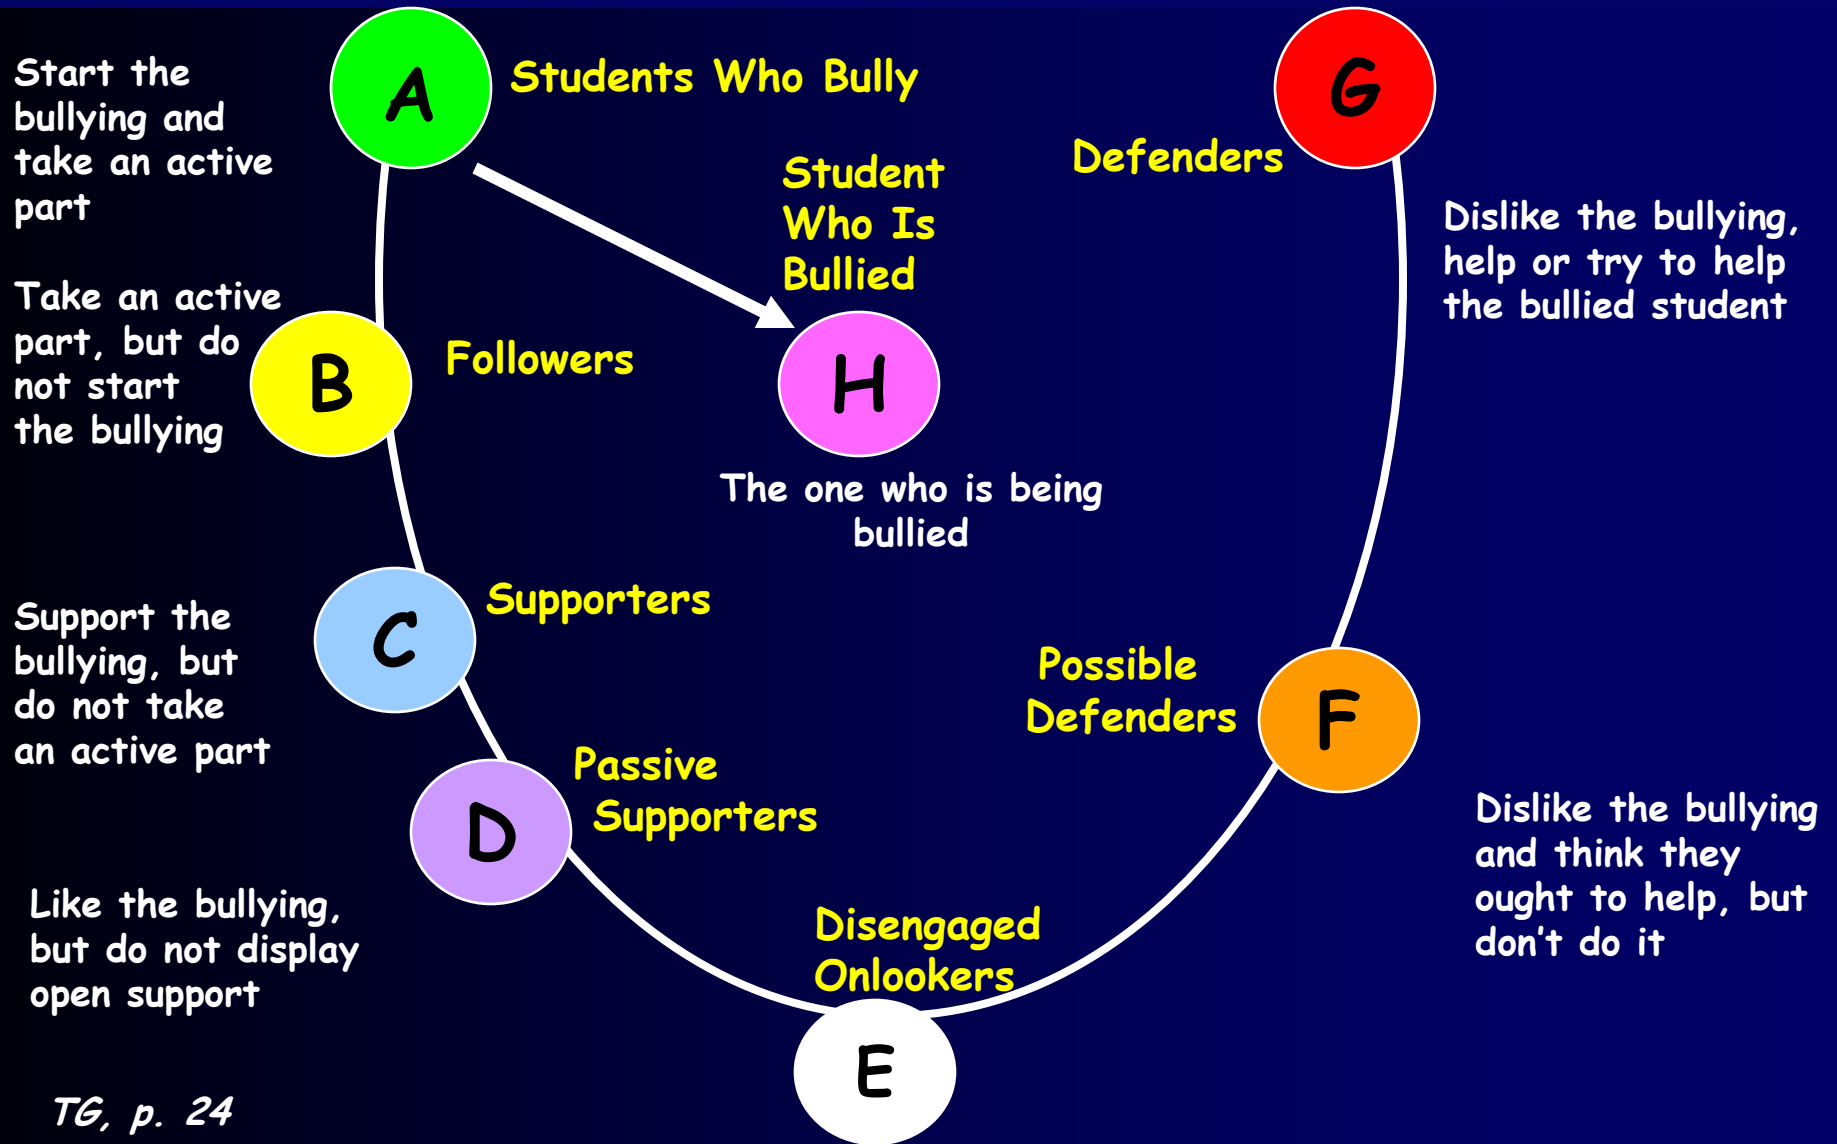 A
Students Who Bully
Start the
bullying and
take an active
part
G
Defenders
Dislike the bullying,
help or try to help
the bullied student
Student
Who Is
Bullied
H
The one who is being
bullied
Take an active
part, but do
not start
the bullying
B
Followers
Support the
bullying, but
do not take
an active part
C
Supporters
Possible
Defenders
F
Dislike the bullying
and think they
ought to help, but
don't do it
D
Passive
Supporters
Like the bullying,
but do not display
open support
Disengaged
Onlookers
E
TG, p. 24